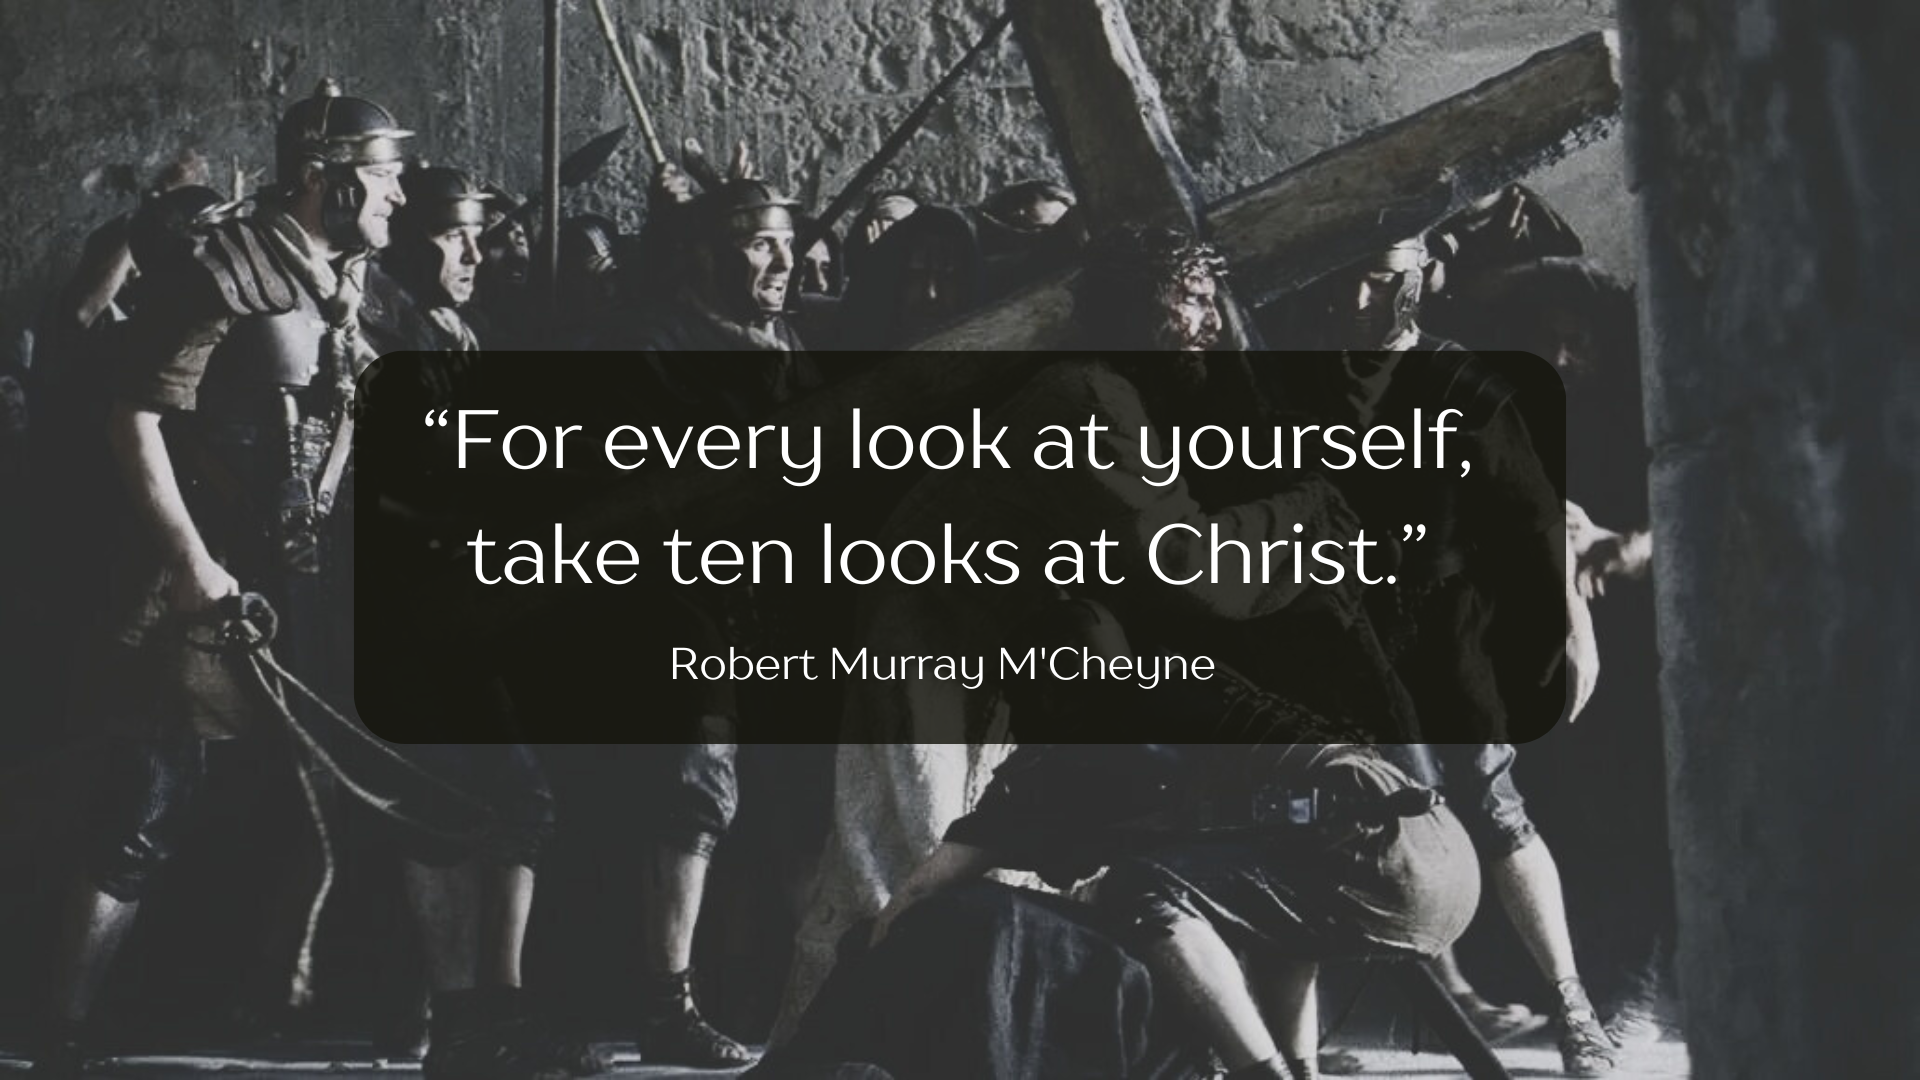 “For every look at yourself,
take ten looks at Christ.”
Robert Murray M'Cheyne